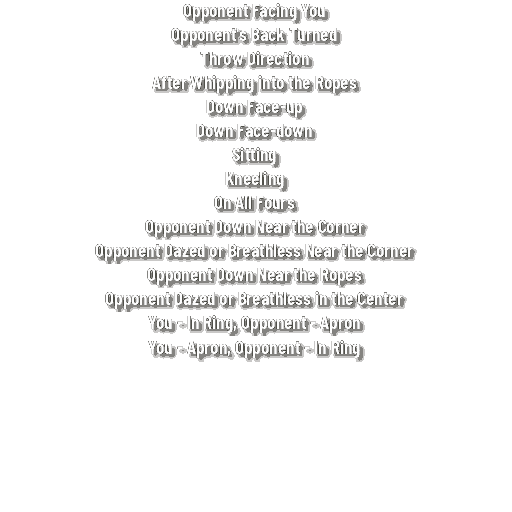 Opponent Facing You
Opponent's Back Turned
Throw Direction
After Whipping into the Ropes
Down Face-up
Down Face-down
Sitting
Kneeling
On All Fours
Opponent Down Near the Corner
Opponent Dazed or Breathless Near the Corner
Opponent Down Near the Ropes
Opponent Dazed or Breathless in the Center
You - In Ring, Opponent - Apron
You - Apron, Opponent - In Ring